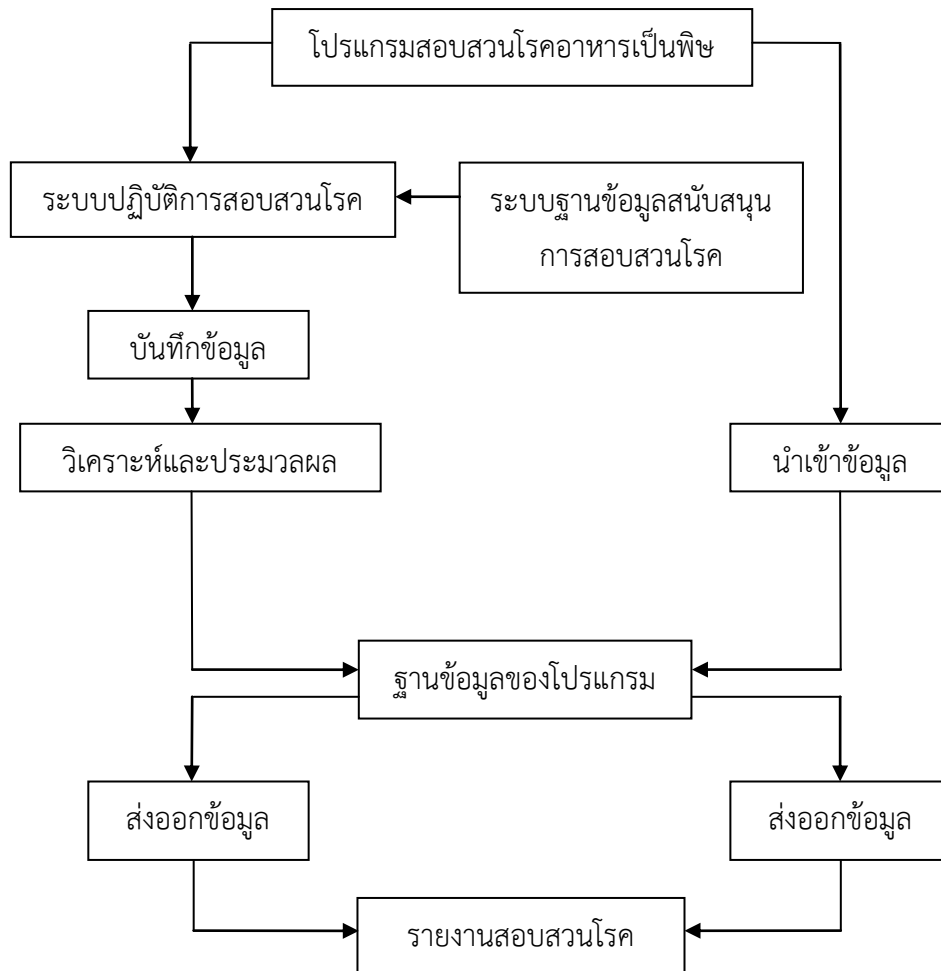 โปรแกรมสอบสวนโรคอาหารเป็นพิษ
ระบบปฏิบัติการสอบสวนโรค
ระบบฐานข้อมูลสนับสนุน
การสอบสวนโรค
บันทึกข้อมูล
วิเคราะห์และประมวลผล
นำเข้าข้อมูล
ฐานข้อมูลของโปรแกรม
ส่งออกข้อมูล
ส่งออกข้อมูล
รายงานสอบสวนโรค